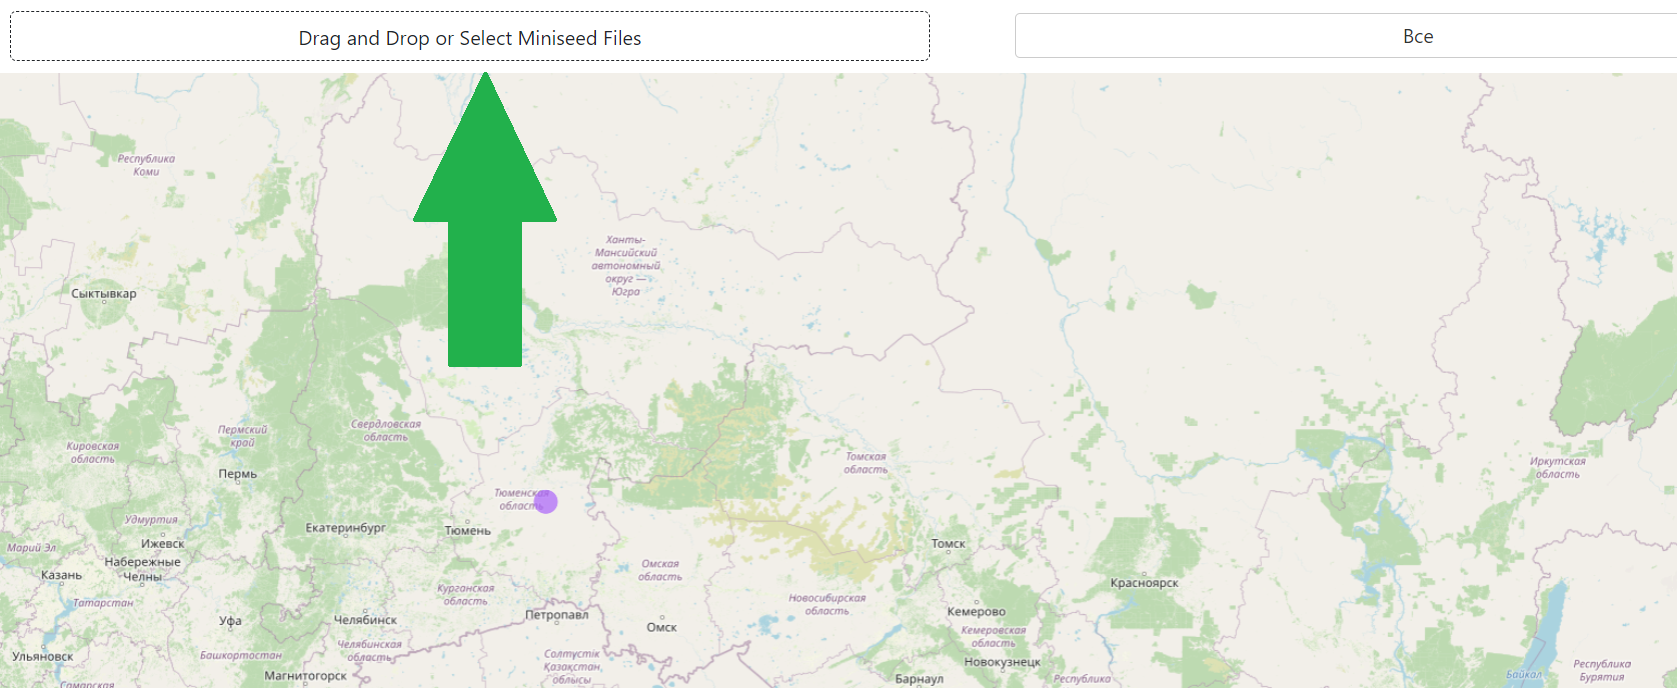 Drag and Drop or Select Miniseed Files
Все
Республика
Коми
Ханты-
Мансийский
автономный
округ —
Югра
Сыктывкар
Свердловская
область
Пермский
край
Кировская
область
Пермь
Томская
область
Иркутская
область
Тюменская
область
Удмуртия
Екатеринбург
Тюмень
Ижевск
Марий Эл
Набережные
Челны
Казань
Томск
Омская
область
Красноярск
Татарстан
Курганская
область
Новосибирская
область
Уфа
Челябинск
Петропавл
Омск
Кемерово
Кемеровская
область
Ульяновск
Башкортостан
Челябинская
область
Солтүстік
Қазақстан
облысы
Новокузнецк
Магнитогорск
Барнаул
Республика
Байкал
Республика
Бурятия
Самарская